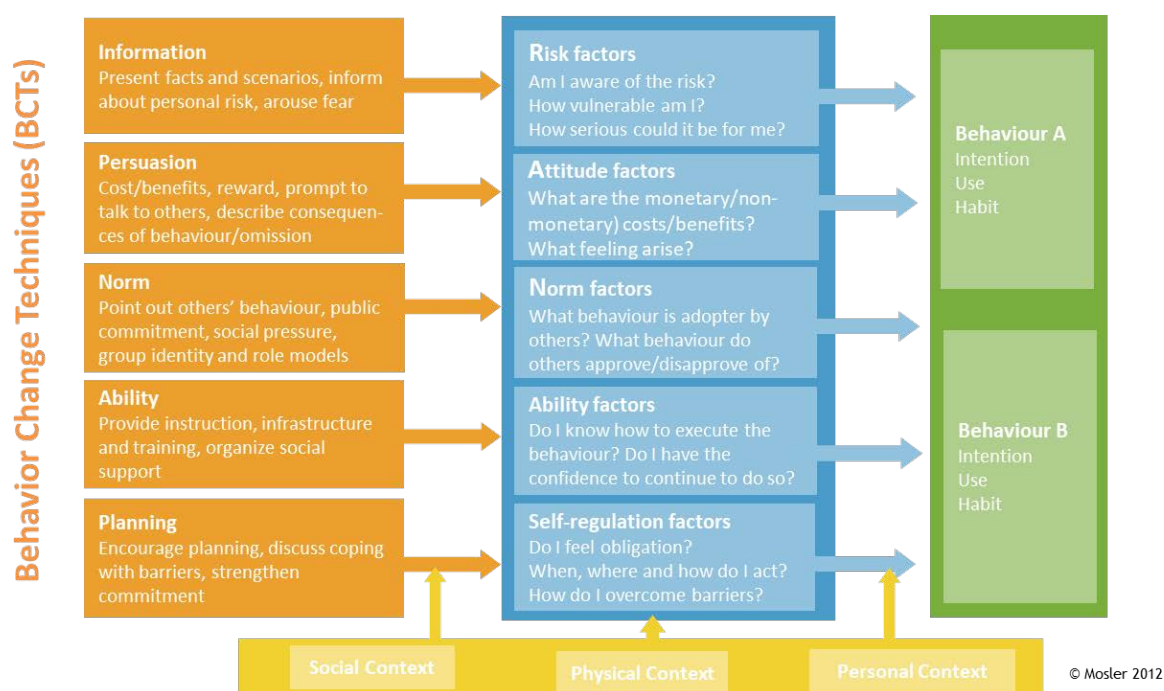 Behavior Change Techniques (BCTs)
Information
Present facts and scenarios, inform
about personal risk, arouse fear
Persuasion
Cost/benefits, reward, prompt to
talk to others, describe consequen-
ces of behaviour/omission
Norm
Point out others' behaviour, public
commitment, social pressure,
group identity and role models
Ability
Provide instruction, infrastructure
and training, organize social
support
Planning
Encourage planning, discuss coping
with barriers, strengthen
commitment
Risk factors
Am I aware of the risk?
How vulnerable am I?
How serious could it be for me?
Attitude factors
What are the monetary/non-
monetary) costs/benefits?
What feeling arise?
Norm factors
What behaviour is adopter by
others? What behaviour do
others approve/disapprove of?
Ability factors
Do I know how to execute the
behaviour? Do I have the
confidence to continue to do so?
Self-regulation factors
Do I feel obligation?
When, where and how do I act?
How do I overcome barriers?
Behaviour A
Intention
Use
Habit
Behaviour B
Intention
Use
Habit
Social Context
Physical Context
Personal Context
© Mosler 2012